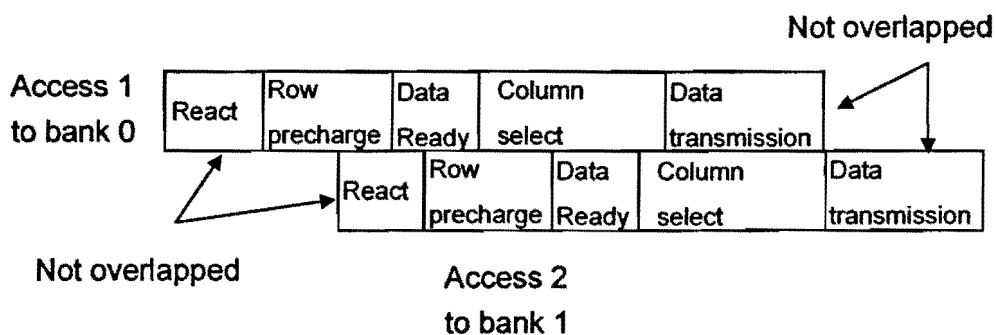 Not overlapped
Access 1
to bank 0
React
Row
precharge
Data
Ready
Column
select
Data
transmission
React
Row
precharge
Data
Ready
Column
select
Data
transmission
Not overlapped
Access 2
to bank 1